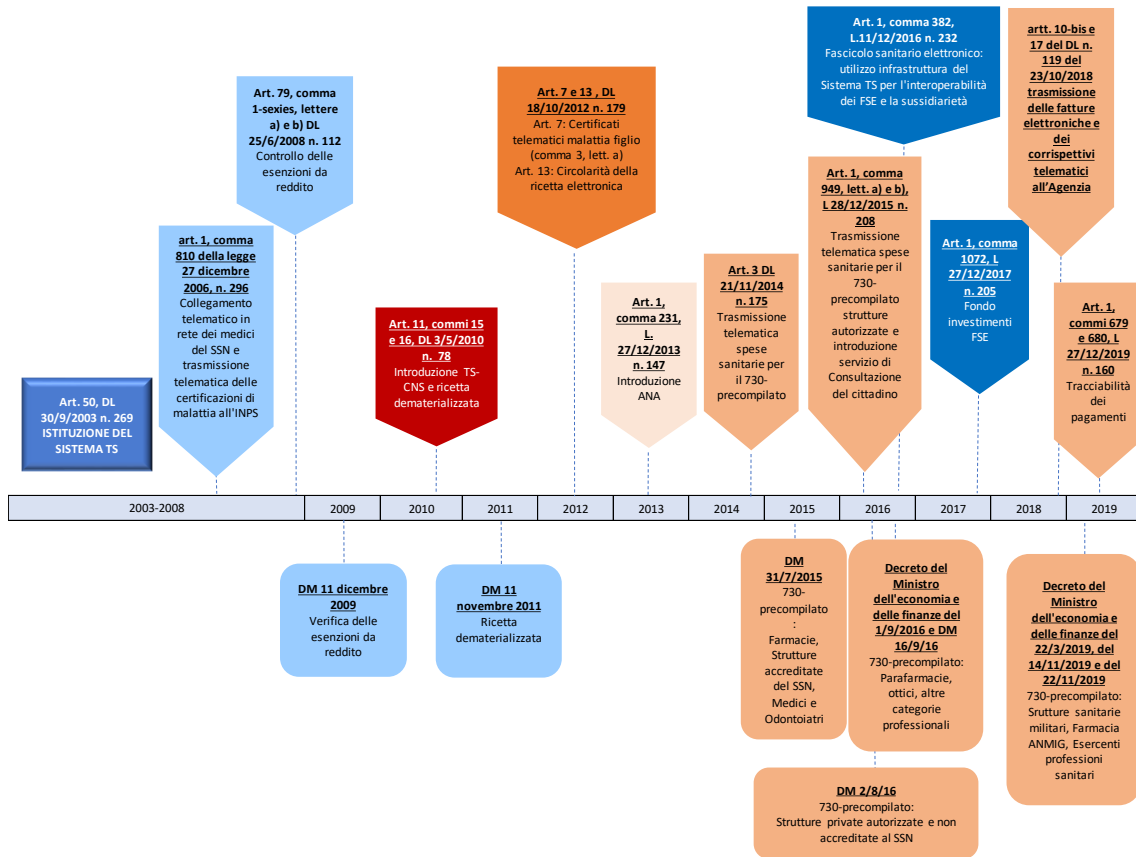 Art. 50, DL
30/9/2003 n. 269
ISTITUZIONE DEL
SISTEMA TS
art. 1, comma
810 della legge
27 dicembre
2006, n. 296
Collegamento
telematico in
rete dei medici
del SSN e
trasmissione
telematica delle
certificazioni di
malattia all'INPS
Art. 79, comma
1-sexies, lettere
a) e b) DL
25/6/2008 n. 112
Controllo delle
esenzioni da
reddito
Art. 11, commi 15
e 16, DL 3/5/2010
n. 78
Introduzione TS-
CNS e ricetta
dematerializzata
Art. 7 e 13 , DL
18/10/2012 n. 179
Art. 7: Certificati
telematici malattia figlio
(comma 3, lett. a)
Art. 13: Circolarità della
ricetta elettronica
Art. 1,
comma 231,
L.
27/12/2013
n. 147
Introduzione
ANA
Art. 3 DL
21/11/2014
n. 175
Trasmissione
telematica
spese
sanitarie per
il 730-
precompilato
Art. 1, comma
949, lett. a) e b),
L 28/12/2015 n.
208
Trasmissione
telematica spese
sanitarie per il
730-
precompilato
strutture
autorizzate e
introduzione
servizio di
Consultazione
del cittadino
Art. 1, comma 382,
L.11/12/2016 n. 232
Fascicolo sanitario elettronico:
utilizzo infrastruttura del
Sistema TS per l'interoperabilità
dei FSE e la sussidiarietà
Art. 1, comma
1072, L
27/12/2017
n. 205
Fondo
investimenti
FSE
artt. 10-bis e
17 del DL n.
119 del
23/10/2018
trasmissione
delle fatture
elettroniche e
dei
corrispettivi
telematici
all’Agenzia
Art. 1,
commi 679
e 680, L
27/12/2019
n. 160
Tracciabilità
dei
pagamenti
2003-2008 2009 2010 2011 2012 2013 2014 2015 2016 2017 2018 2019
DM 11 dicembre
2009
Verifica delle
esenzioni da
reddito
DM 11
novembre 2011
Ricetta
dematerializzata
DM
31/7/2015
730-
precompilato
:
Farmacie,
Strutture
accreditate
del SSN,
Medici e
Odontoiatri
Decreto del
Ministro
dell'economia e
delle finanze del
1/9/2016 e DM
16/9/16
730-precompilato:
Parafarmacie,
ottici, altre
categorie
professionali
DM 2/8/16
730-precompilato:
Strutture private autorizzate e non
accreditate al SSN
Decreto del
Ministro
dell'economia e
delle finanze del
22/3/2019, del
14/11/2019 e del
22/11/2019
730-precompilato:
Srutture sanitarie
militari, Farmacia
ANMIG, Esercenti
professioni
sanitari